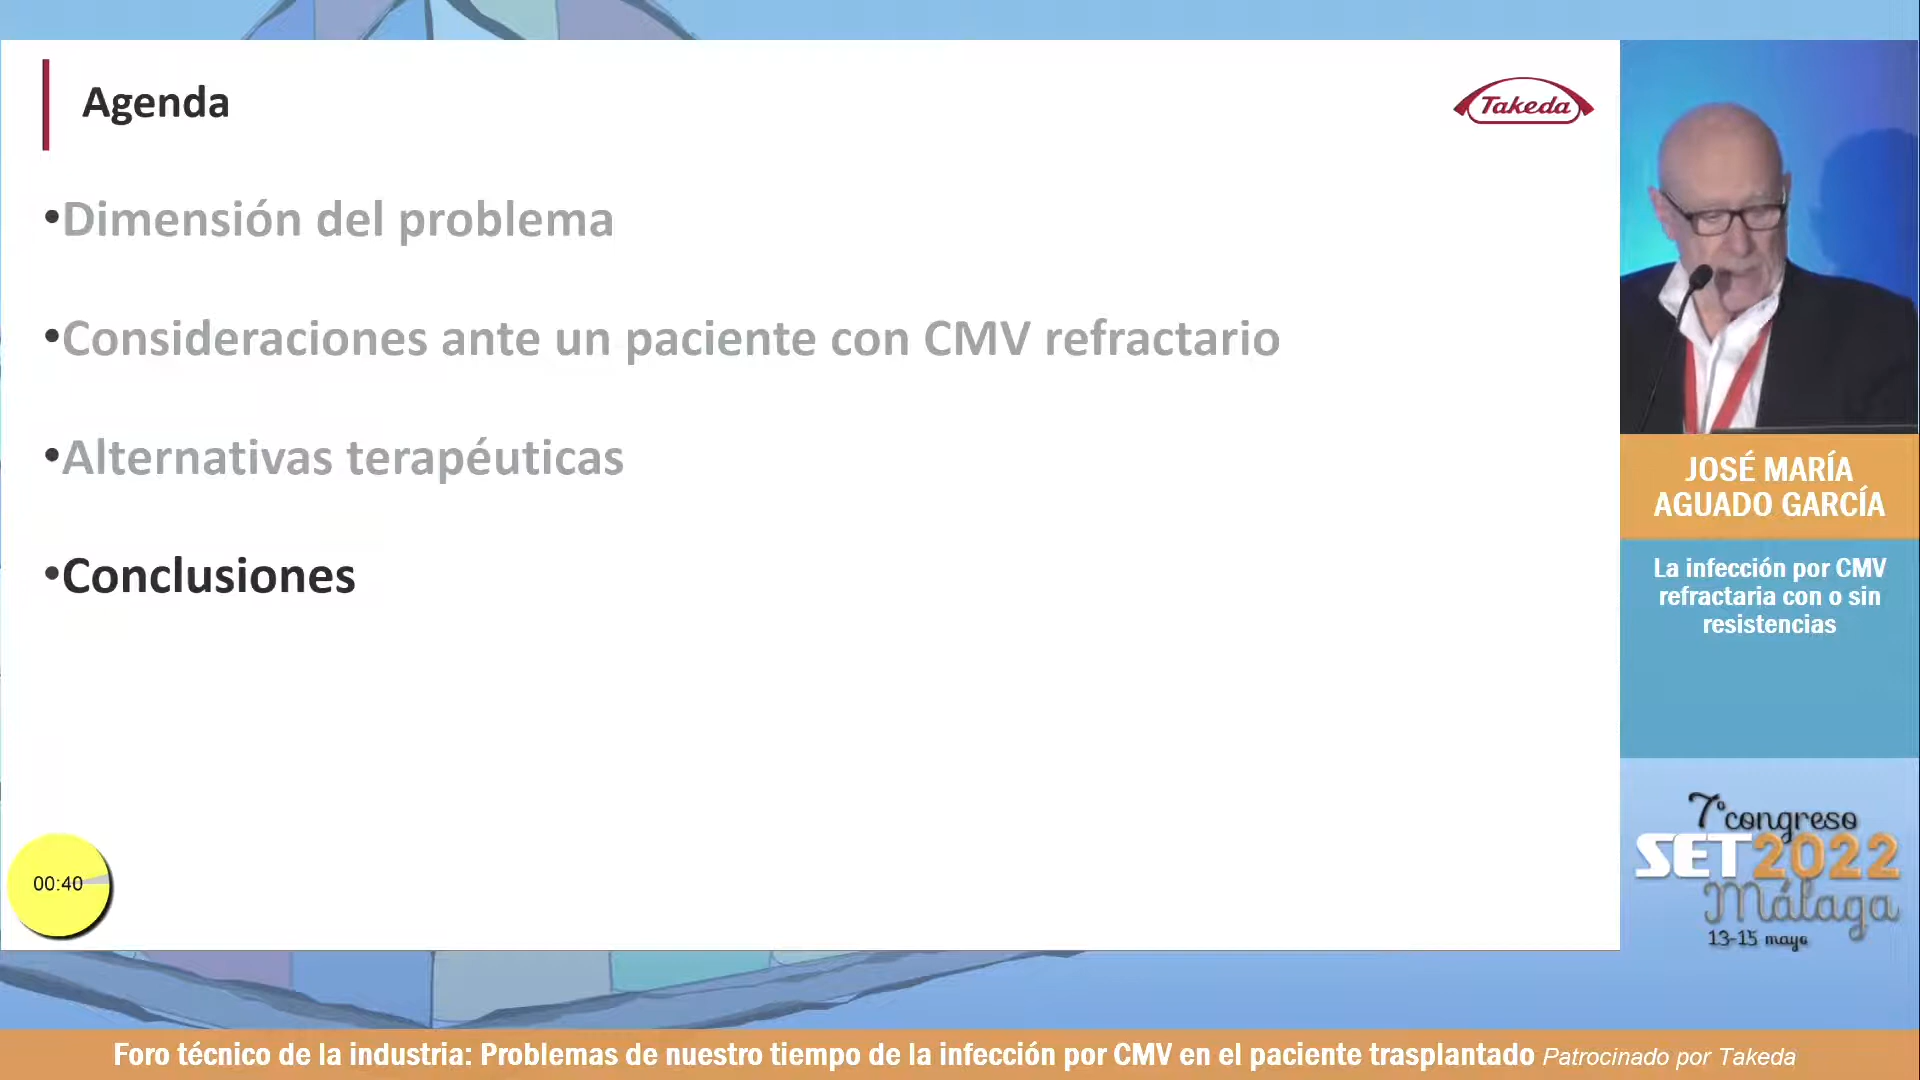 Agenda
Takeda
•Dimensión del problema
•Consideraciones ante un paciente con CMV refractario
•Alternativas terapéuticas
•Conclusiones
00:40
JOSÉ MARÍA
AGUADO GARCÍA
La infección por CMV
refractaria con o sin
resistencias
7º congreso
SET2022
Málaga
13-15 mayo
Foro técnico de la industria: Problemas de nuestro tiempo de la infección por CMV en el paciente trasplantado Patrocinado por Takeda